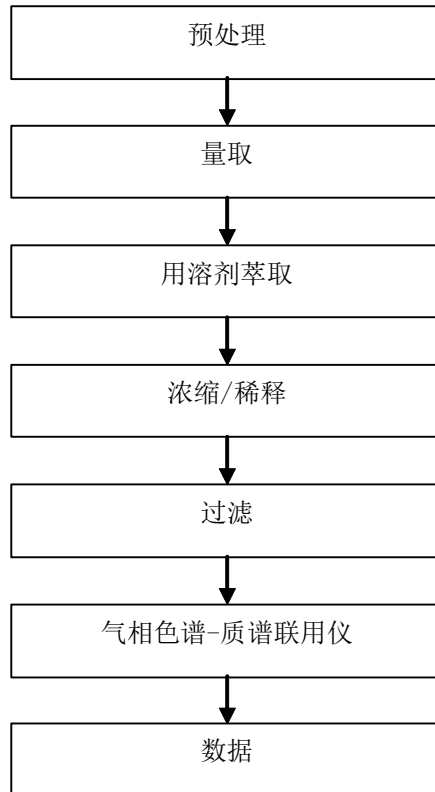 预处理
量取
用溶剂萃取
浓缩/稀释
过滤
气相色谱-质谱联用仪
数据